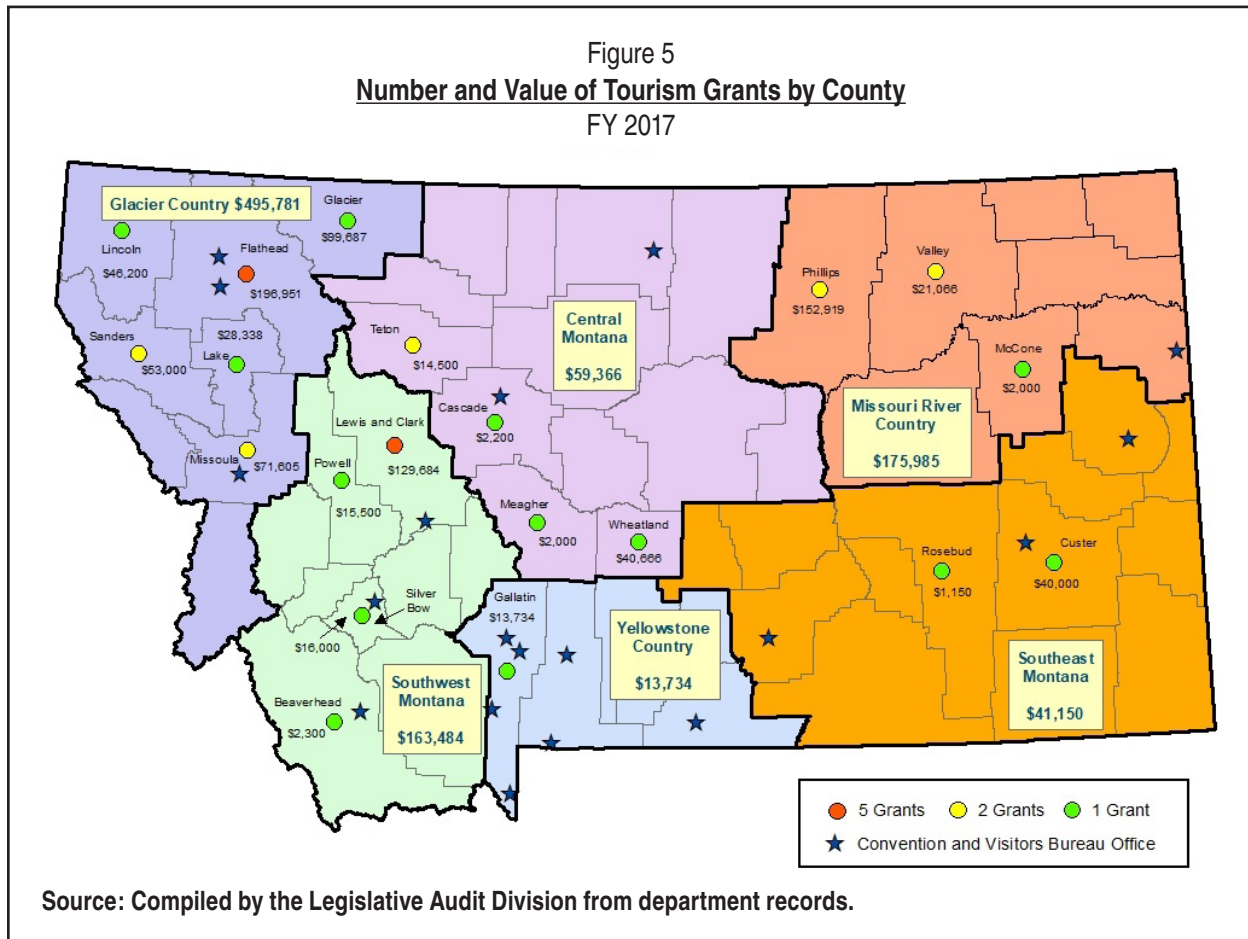 Figure 5
Number and Value of Tourism Grants by County
FY 2017
Glacier Country $495,781
Glacier
$99,687
Lincoln
$46,200
Flathead
$196,951
Sanders
$53,000
$28,338
Lake
Missoula
$71,605
Central
Montana
$59,366
Teton
$14,500
Cascade
$2,200
Meagher
$2,000
Wheatland
$40,666
Phillips
$152,919
Valley
$21,066
McCone
$2,000
Missouri River
Country
$175,985
Lewis and Clark
$129,684
Powell
$15,500
Silver
Bow
$16,000
Beaverhead
$2,300
Southwest
Montana
$163,484
Gallatin
$13,734
Yellowstone
Country
$13,734
Rosebud
$1,150
Custer
$40,000
Southeast
Montana
$41,150
5 Grants 2 Grants 1 Grant
Convention and Visitors Bureau Office
Source: Compiled by the Legislative Audit Division from department records.